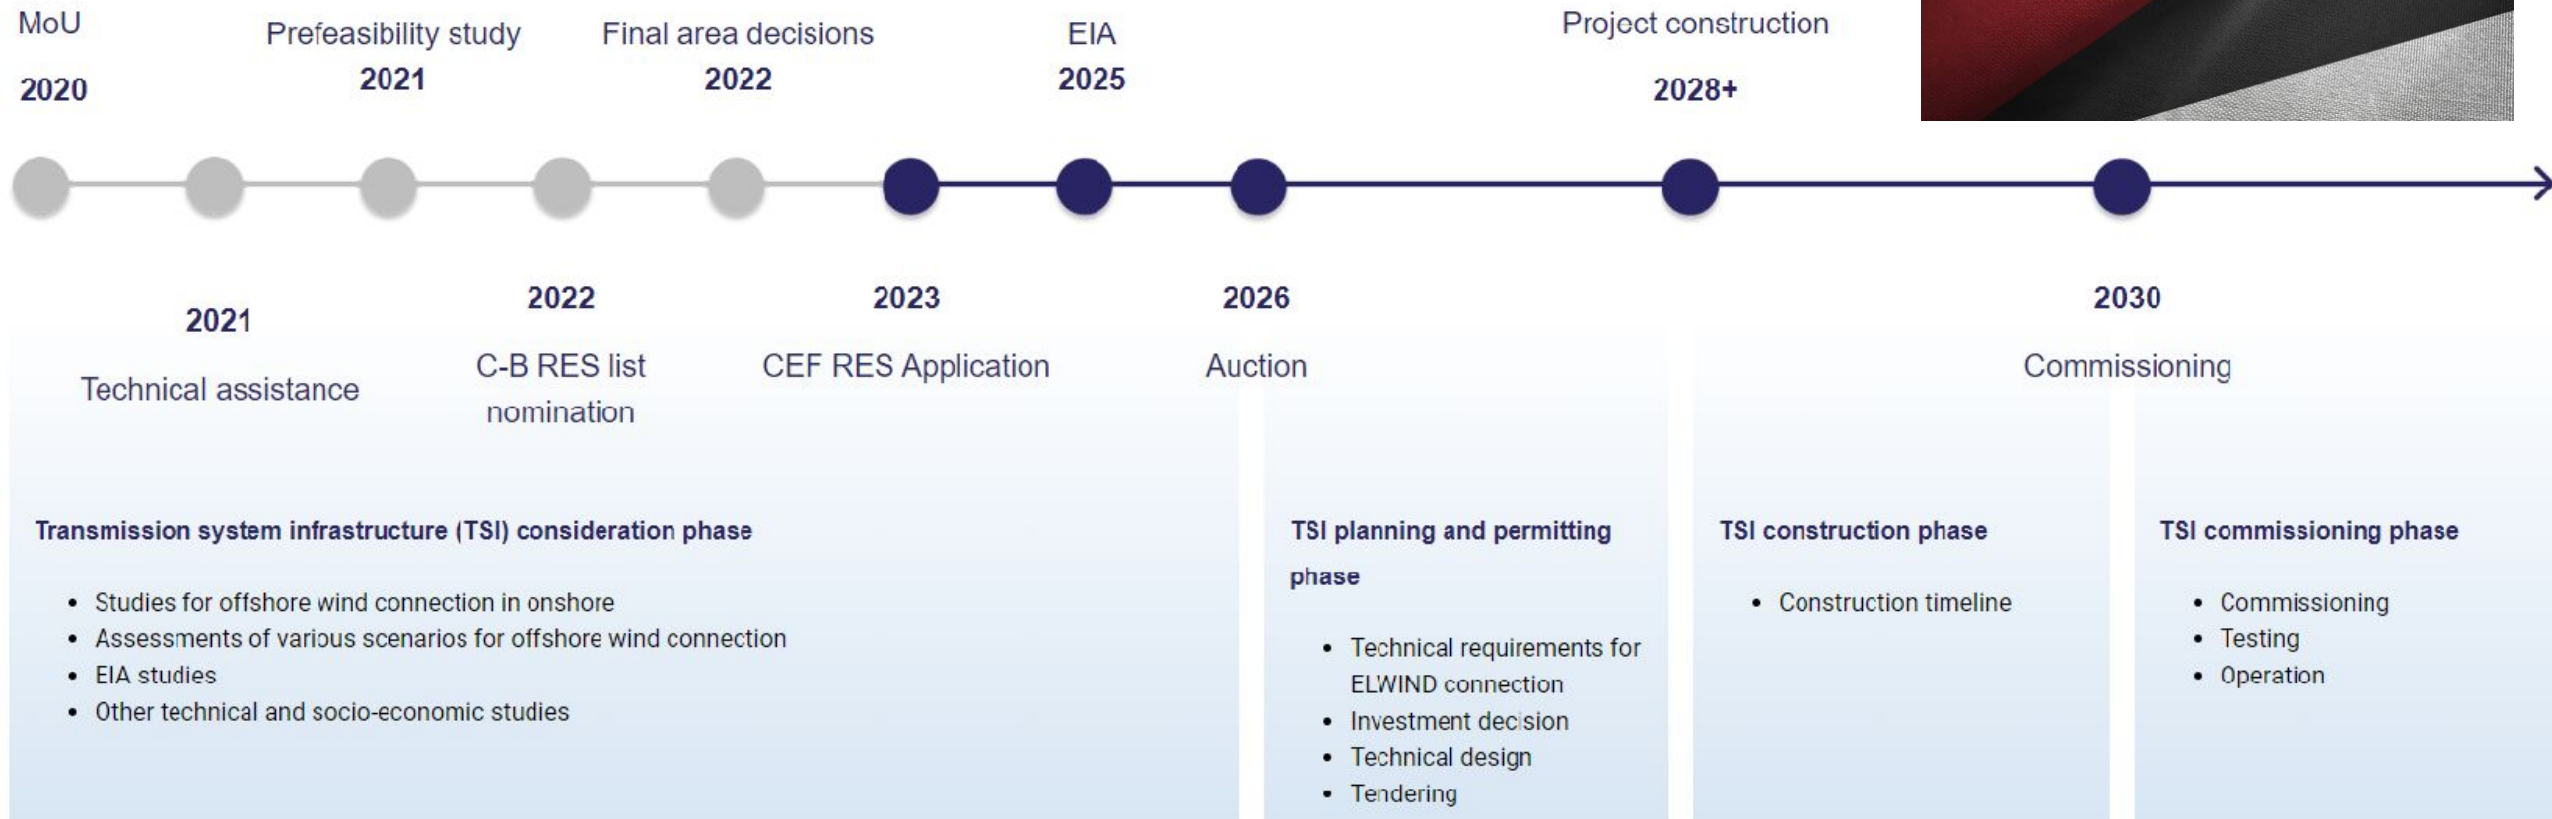 MoU
2020
Prefeasibility study
2021
Final area decisions
2022
EIA
2025
Project construction
2028+
2021
Technical assistance
2022
C-B RES list
nomination
2023
CEF RES Application
2026
Auction
2030
Commissioning
Transmission system infrastructure (TSI) consideration phase
• Studies for offshore wind connection in onshore
• Assessments of various scenarios for offshore wind connection
• EIA studies
• Other technical and socio-economic studies
TSI planning and permitting
phase
• Technical requirements for
ELWIND connection
• Investment decision
• Technical design
• Tendering
TSI construction phase
• Construction timeline
TSI commissioning phase
• Commissioning
• Testing
• Operation